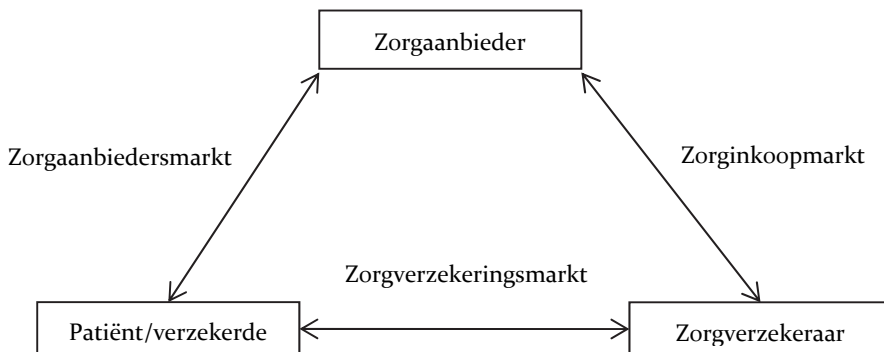 Zorgaanbieder
Zorgaanbiedersmarkt
Zorginkoopmarkt
Zorgverzekeringsmarkt
Patiënt/verzekerde
Zorgverzekeraar